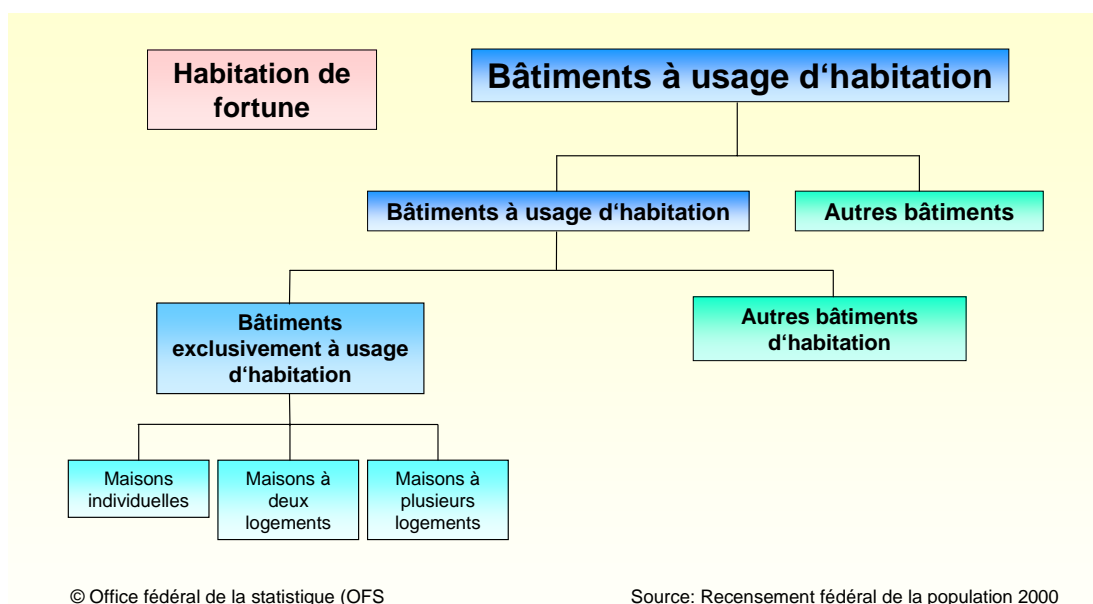 Habitation de
fortune
Bâtiments à usage d‘habitation
Bâtiments à usage d‘habitation
Autres bâtiments
Bâtiments
exclusivement à usage
d‘habitation
Autres bâtiments
d‘habitation
Maisons
individuelles
Maisons à
deux
logements
Maisons à
plusieurs
logements
© Office fédéral de la statistique (OFS
Source: Recensement fédéral de la population 2000